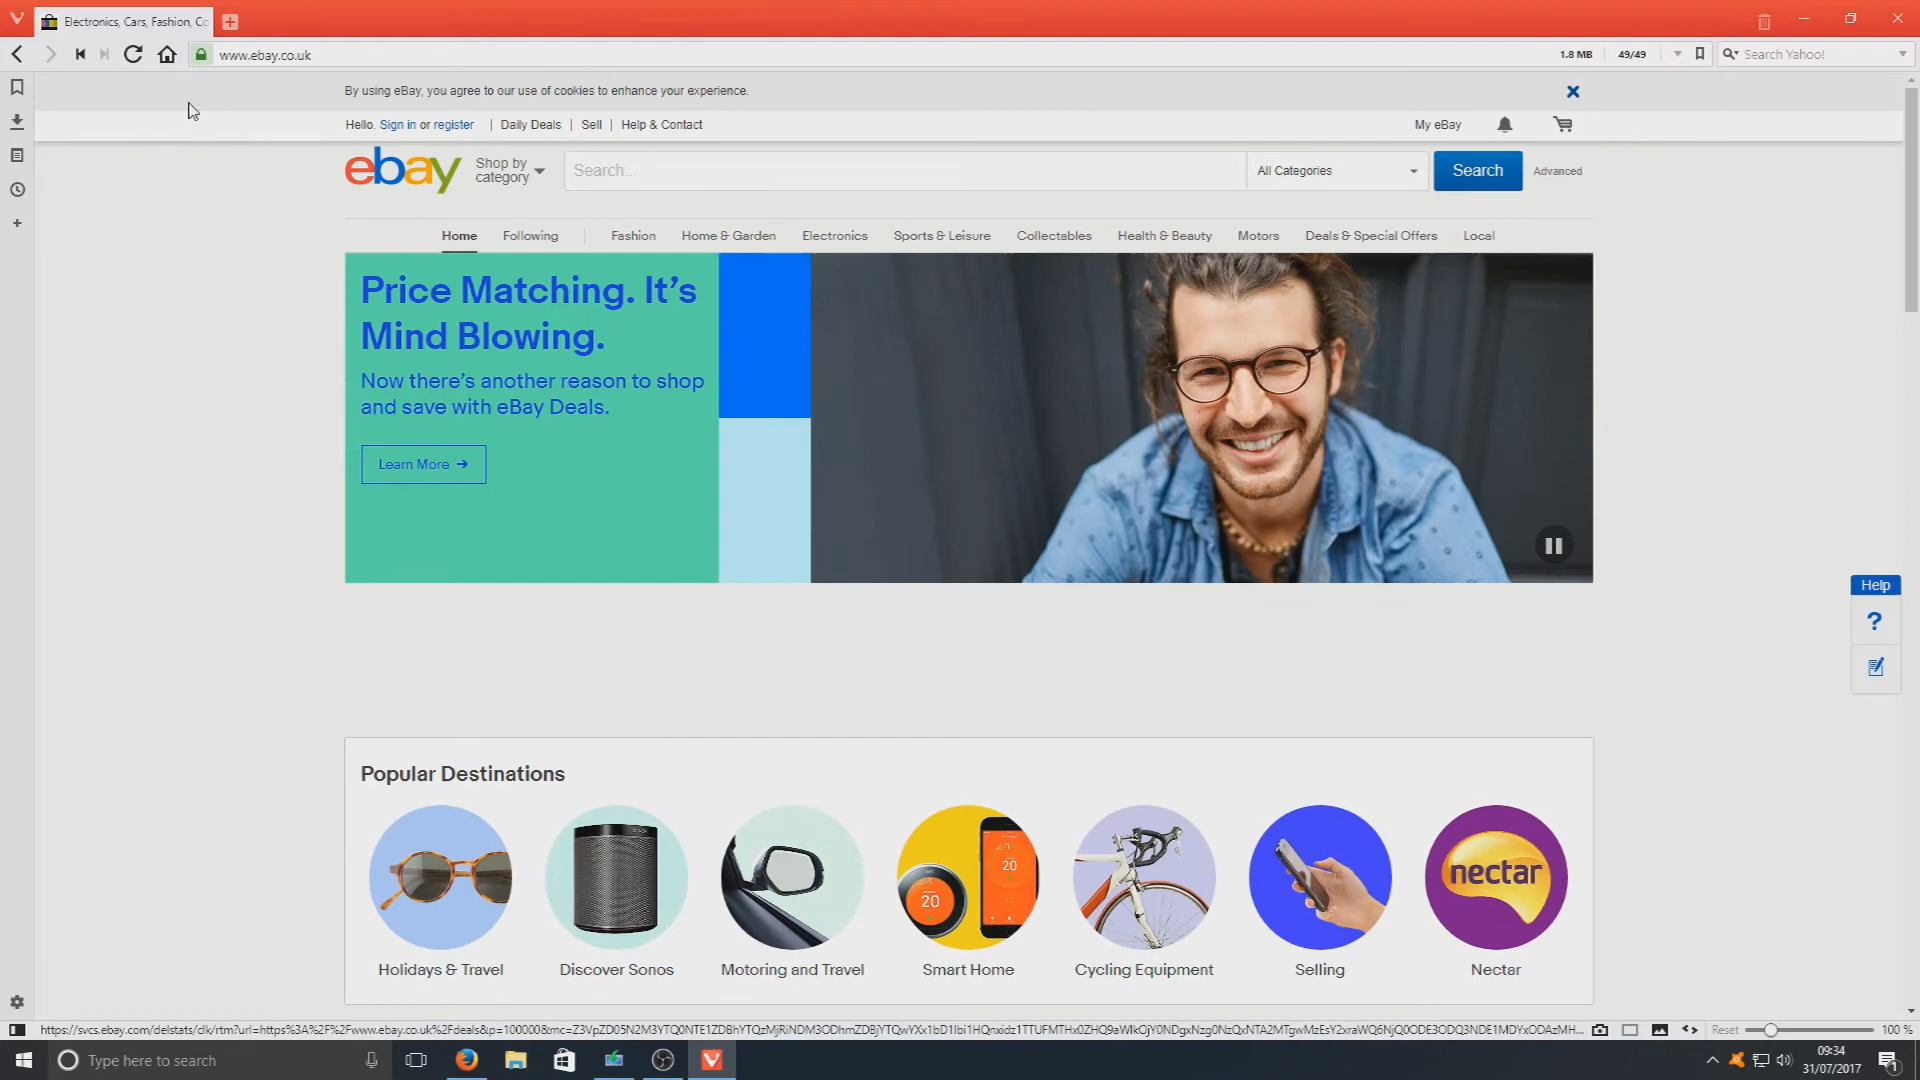 Electronics, Cars, Fashion, Co
www.ebay.co.uk
1.8 MB
49/49
Search Yahoo!
By using eBay, you agree to our use of cookies to enhance your experience.
Hello. Sign in or register | Daily Deals | Sell | Help & Contact
My eBay
ebay
Shop by
category
Search...
All Categories
Search
Advanced
Home
Following
Fashion
Home & Garden
Electronics
Sports & Leisure
Collectables
Health & Beauty
Motors
Deals & Special Offers
Local
Price Matching. It's
Mind Blowing.
Now there's another reason to shop
and save with eBay Deals.
Learn More →
Help
?
Popular Destinations
20
20
nectar
Holidays & Travel
Discover Sonos
Motoring and Travel
Smart Home
Cycling Equipment
Selling
Nectar
Reset
100 %
Type here to search
09:34
31/07/2017
1